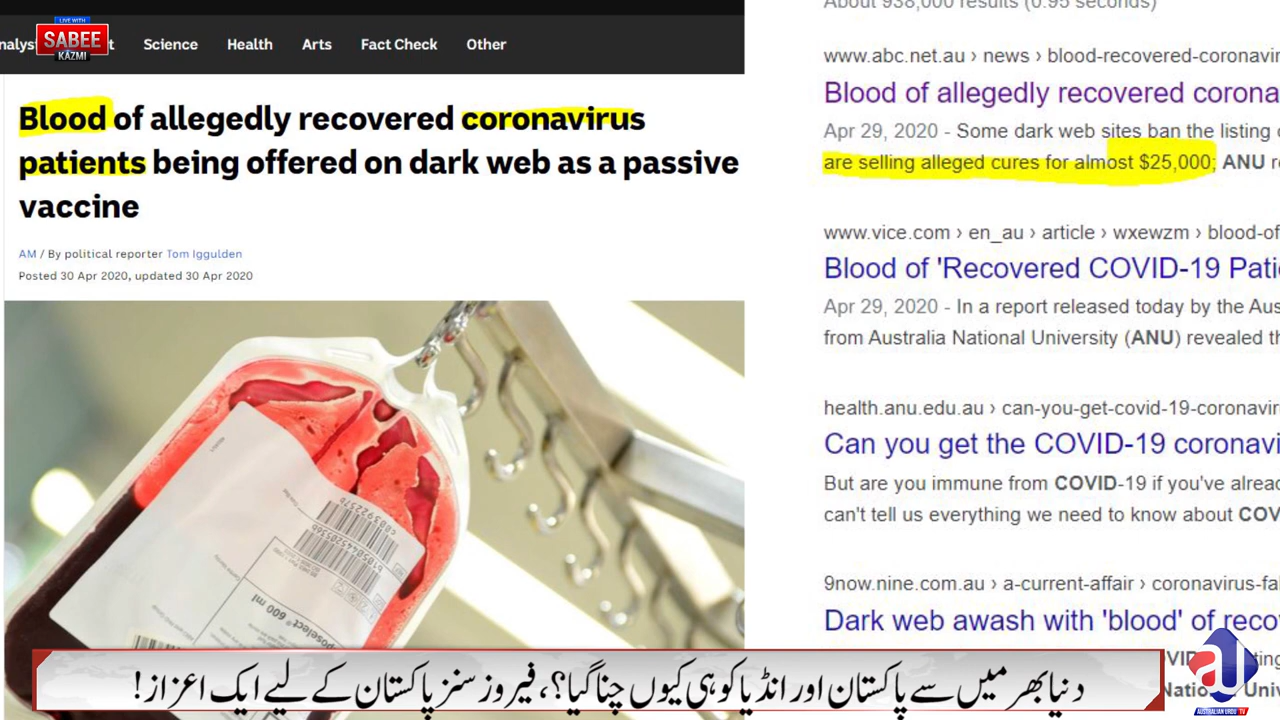 LIVE WITH
SABEE
KAZMI
Science Health Arts Fact Check Other
Blood of allegedly recovered coronavirus
patients being offered on dark web as a passive
vaccine
AM / By political reporter Tom Iggulden
Posted 30 Apr 2020, updated 30 Apr 2020
600 ml
About 938,000 results (0.95 seconds)
www.abc.net.au › news › blood-recovered-coronavir
Blood of allegedly recovered corona
Apr 29, 2020 - Some dark web sites ban the listing
are selling alleged cures for almost $25,000; ANU
www.vice.com › en_au › article › wxewzm › blood-of
Blood of 'Recovered COVID-19 Pati
Apr 29, 2020 - In a report released today by the Aus
from Australia National University (ANU) revealed
health.anu.edu.au › can-you-get-covid-19-coronavir
Can you get the COVID-19 coronavi
But are you immune from COVID-19 if you've alread
can't tell us everything we need to know about COV
9now.nine.com.au › a-current-affair › coronavirus-fa
Dark web awash with 'blood' of reco
دنیا بھر میں سے پاکستان اور انڈیا کو ہی کیوں چنا گیا؟، فیروز سنز پاکستان کے لیے ایک اعزاز!
AUSTRALIAN URDU TV